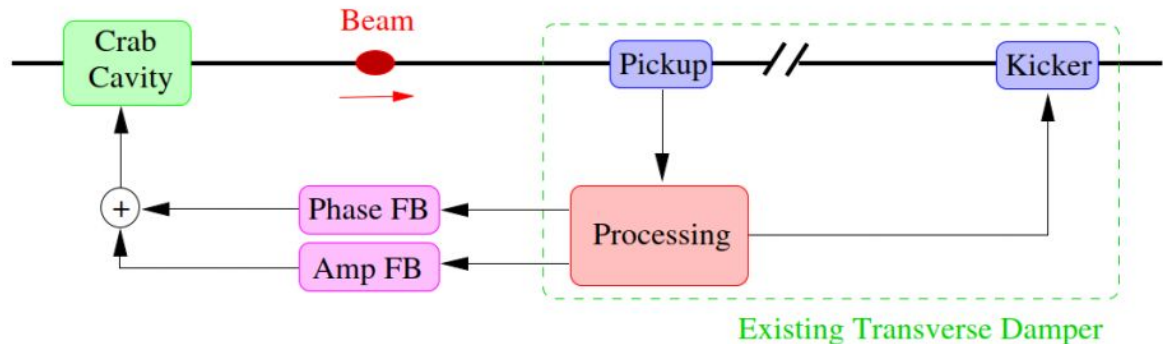 Beam
Crab
Cavity
Pickup
Kicker
+
Phase FB
Processing
Amp FB
Existing Transverse Damper